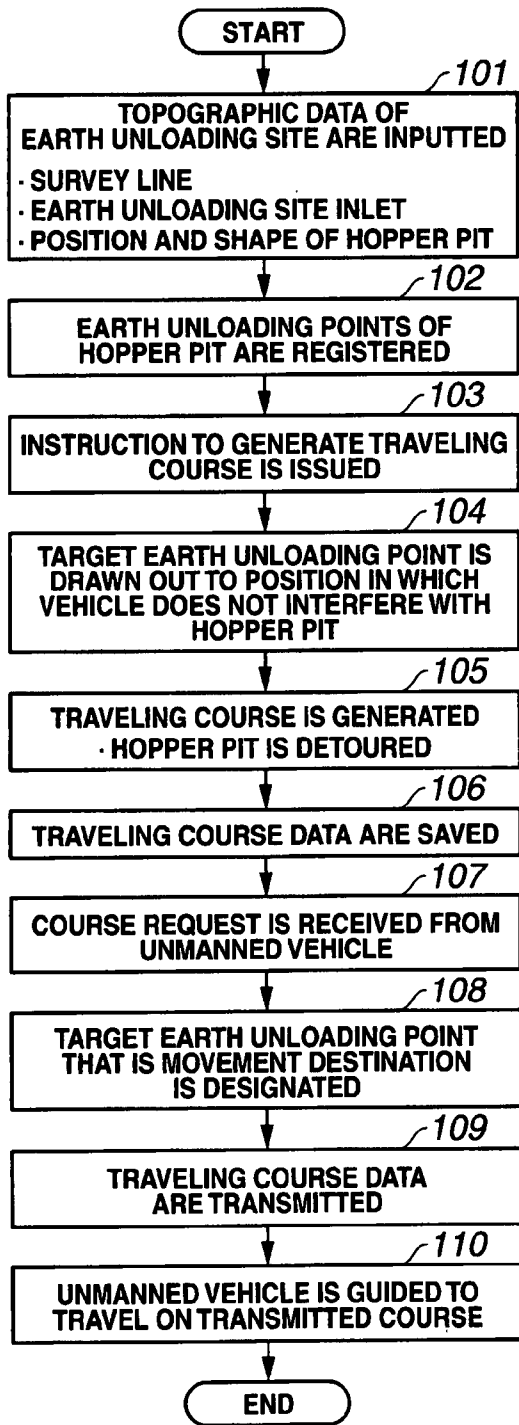 START
101
TOPOGRAPHIC DATA OF
EARTH UNLOADING SITE ARE INPUTTED
· SURVEY LINE
· EARTH UNLOADING SITE INLET
· POSITION AND SHAPE OF HOPPER PIT
102
EARTH UNLOADING POINTS OF
HOPPER PIT ARE REGISTERED
103
INSTRUCTION TO GENERATE TRAVELING
COURSE IS ISSUED
104
TARGET EARTH UNLOADING POINT IS
DRAWN OUT TO POSITION IN WHICH
VEHICLE DOES NOT INTERFERE WITH
HOPPER PIT
105
TRAVELING COURSE IS GENERATED
· HOPPER PIT IS DETOURED
106
TRAVELING COURSE DATA ARE SAVED
107
COURSE REQUEST IS RECEIVED FROM
UNMANNED VEHICLE
108
TARGET EARTH UNLOADING POINT
THAT IS MOVEMENT DESTINATION
IS DESIGNATED
109
TRAVELING COURSE DATA
ARE TRANSMITTED
110
UNMANNED VEHICLE IS GUIDED TO
TRAVEL ON TRANSMITTED COURSE
END